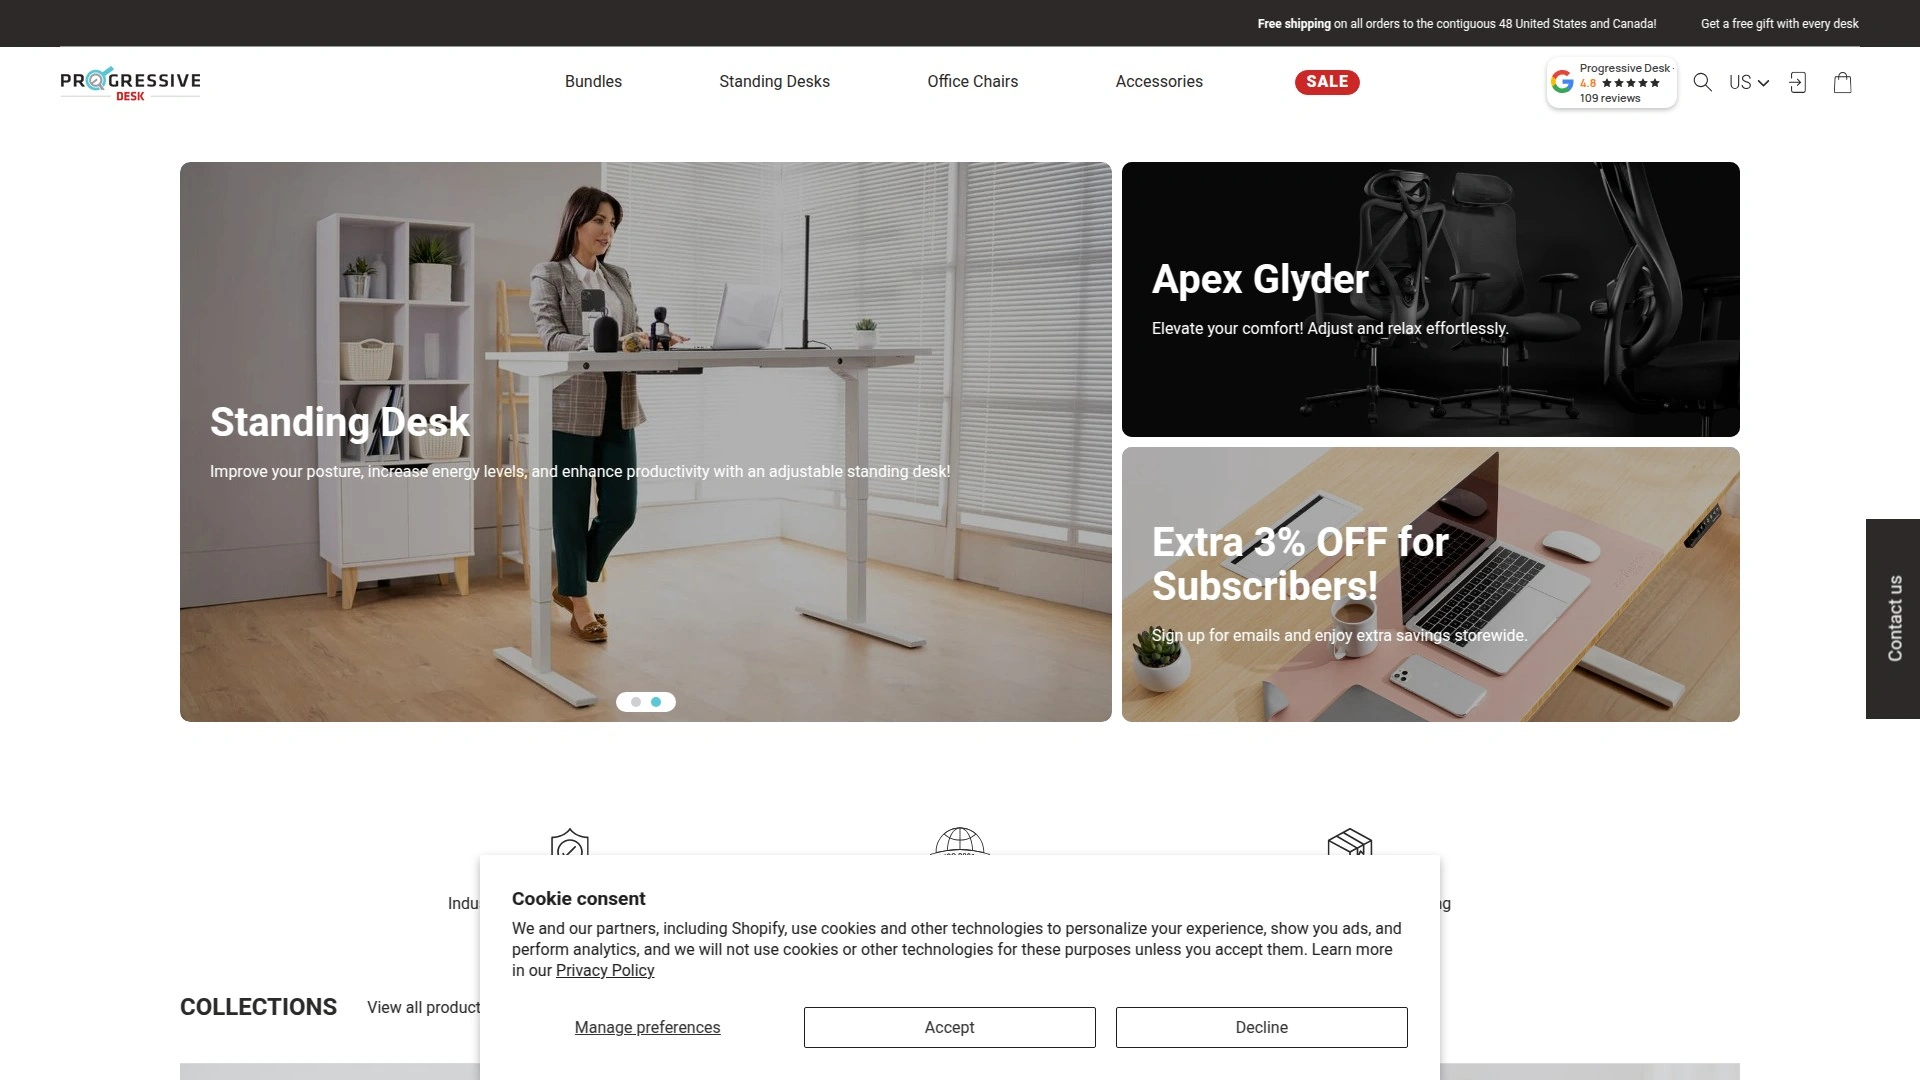 Free shipping on all orders to the contiguous 48 United States and Canada!
Get a free gift with every desk
PROGRESSIVE
DESK
Bundles
Standing Desks
Office Chairs
Accessories
SALE
Progressive Desk
4.8
109 reviews
US
Standing Desk
Improve your posture, increase energy levels, and enhance productivity with an adjustable standing desk!
Apex Glyder
Elevate your comfort! Adjust and relax effortlessly.
Extra 3% OFF for
Subscribers!
Sign up for emails and enjoy extra savings storewide.
Contact us
COLLECTIONS
View all product
Cookie consent
We and our partners, including Shopify, use cookies and other technologies to personalize your experience, show you ads, and
perform analytics, and we will not use cookies or other technologies for these purposes unless you accept them. Learn more
in our Privacy Policy
Manage preferences
Accept
Decline